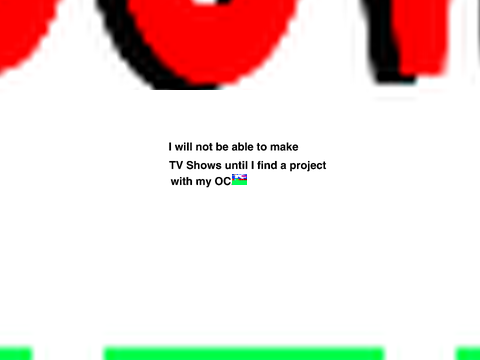 I will not be able to make
TV Shows until I find a project
with my OC